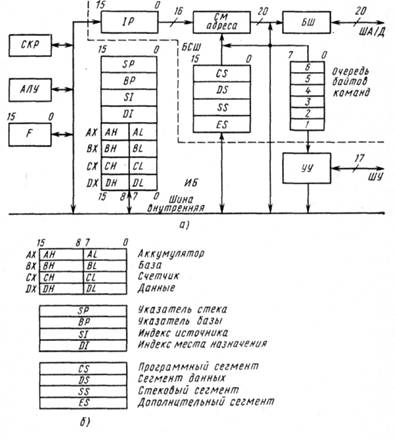 15 0
IP
16
СМ адреса
20
БШ
20
ША/Д
СКР
АЛУ
15 0
F
15 0
SP
BP
SI
DI
AX AH AL
BX BH BL
CX CH CL
DX DH DL
15 8 7 0
БСШ
15 0
CS
DS
SS
ES
7 0
6
5
4
3
2
1
Очередь
байтов
команд
УУ
17
ШУ
ИБ
Шина
внутренняя
а)
15 8 7 0
AX AH AL Аккумулятор
BX BH BL База
CX CH CL Счетчик
DX DH DL Данные
SP Указатель стека
BP Указатель базы
SI Индекс источника
DI Индекс места назначения
CS Программный сегмент
DS Сегмент данных
SS Стековый сегмент
ES Дополнительный сегмент
б)